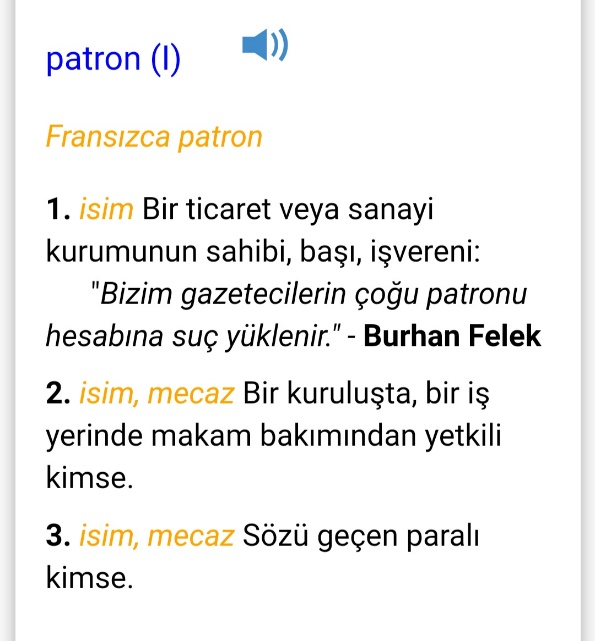 patron (I)
Fransızca patron
1. isim Bir ticaret veya sanayi
kurumunun sahibi, başı, işvereni:
"Bizim gazetecilerin çoğu patronu
hesabına suç yüklenir." - Burhan Felek
2. isim, mecaz Bir kuruluşta, bir iş
yerinde makam bakımından yetkili
kimse.
3. isim, mecaz Sözü geçen paralı
kimse.